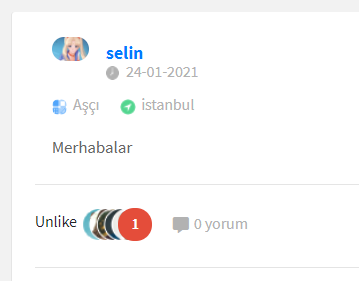 selin
24-01-2021
Aşçı istanbul
Merhabalar
Unlike 1 0 yorum